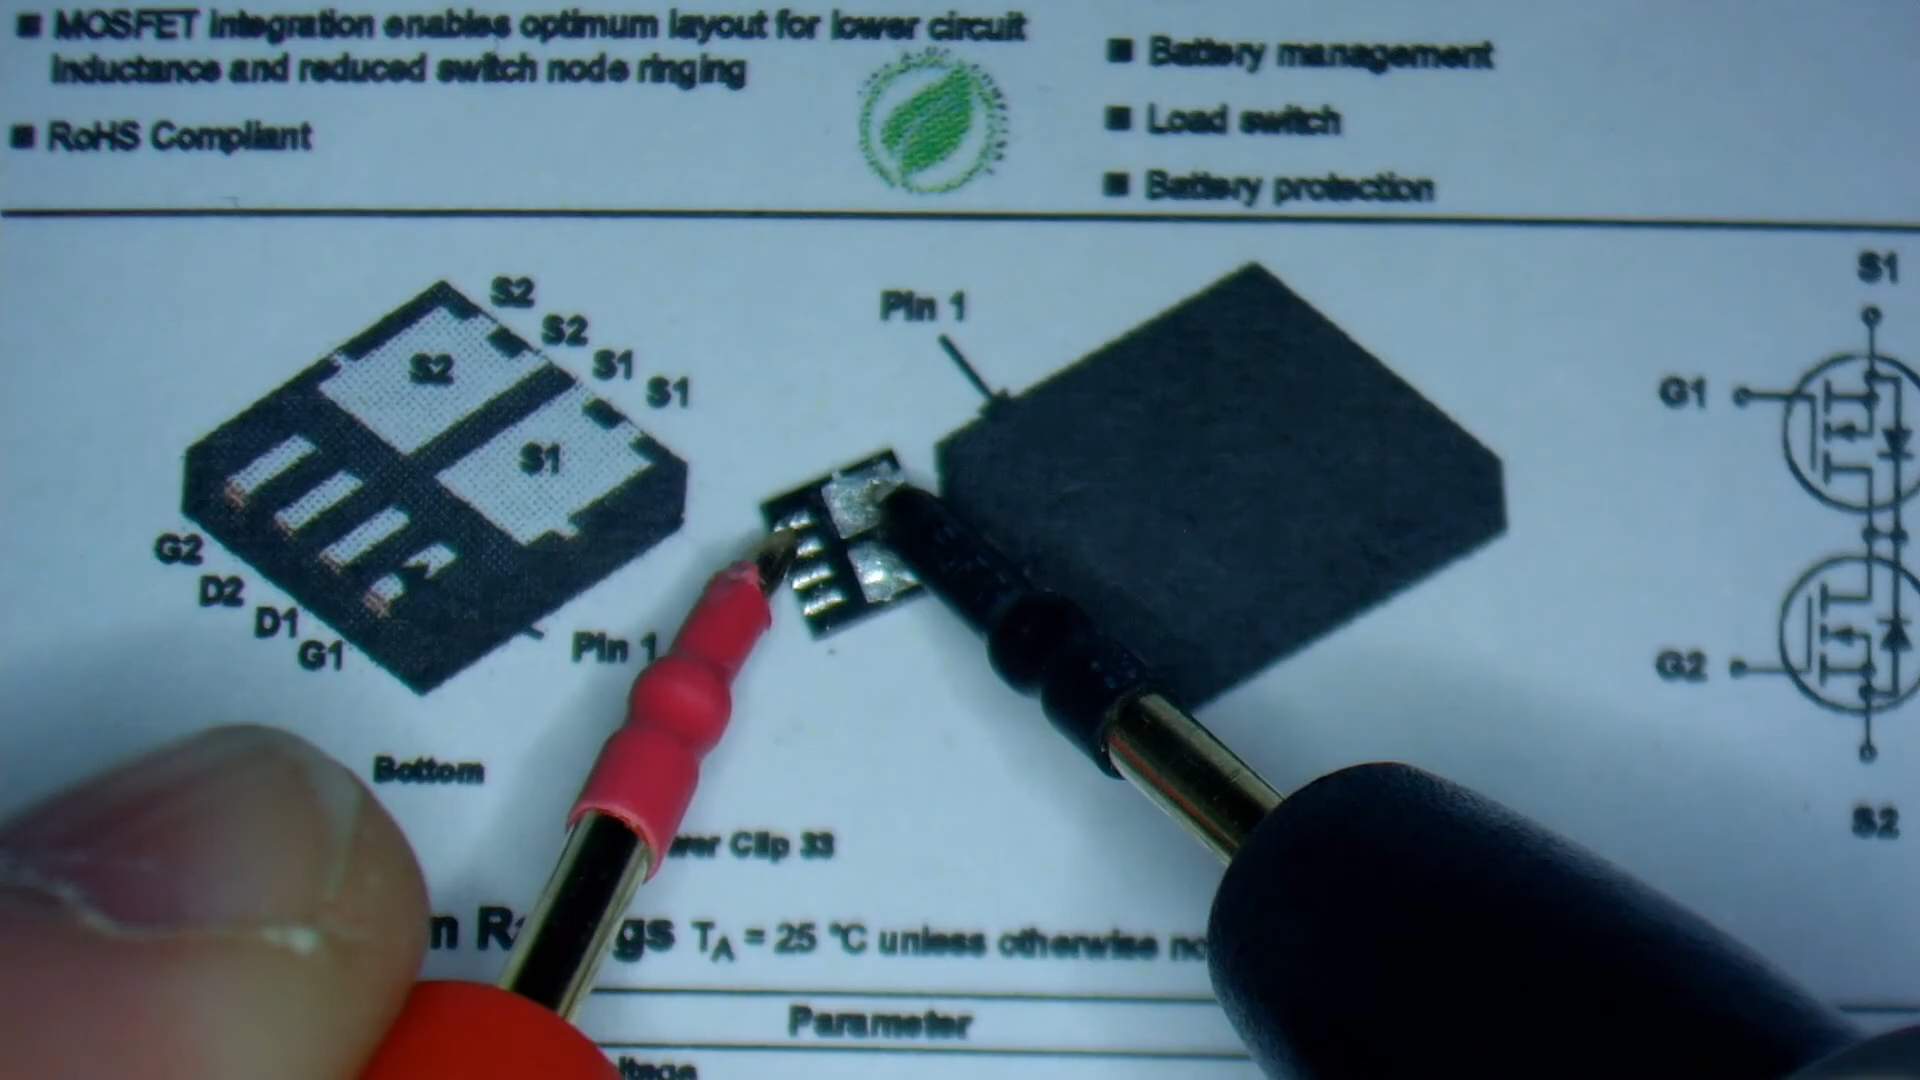 ■ MOSFET integration enables optimum layout for lower circuit
inductance and reduced switch node ringing
■ RoHS Compliant
■ Battery management
■ Load switch
■ Battery protection
S2
S2
S1
S1
S2
S1
G2
D2
D1
G1
Pin 1
Bottom
Pin 1
Clip 33
S1
G1
G2
S2
TA = 25 °C unless otherwise
Parameter